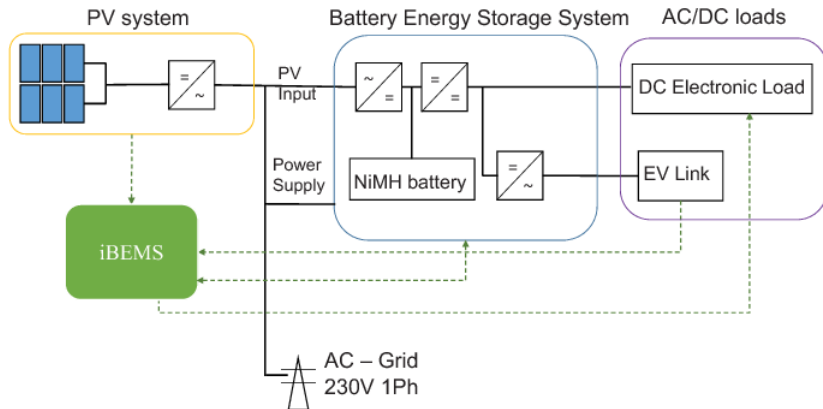 PV system
Battery Energy Storage System
AC/DC loads
=
~
PV
Input
~
=
=
=
DC Electronic Load
Power
Supply
NiMH battery
=
~
EV Link
iBEMS
AC – Grid
230V 1Ph